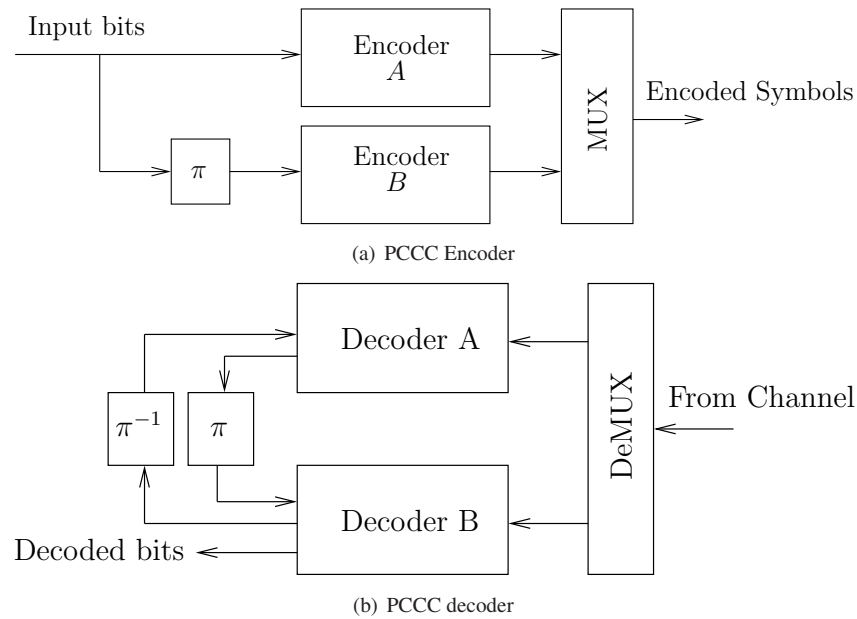 Input bits
Encoder
A
Encoded Symbols
MUX
π
Encoder
B
(a) PCCC Encoder
Decoder A
π⁻¹
π
DeMUX
From Channel
Decoder B
Decoded bits
(b) PCCC decoder